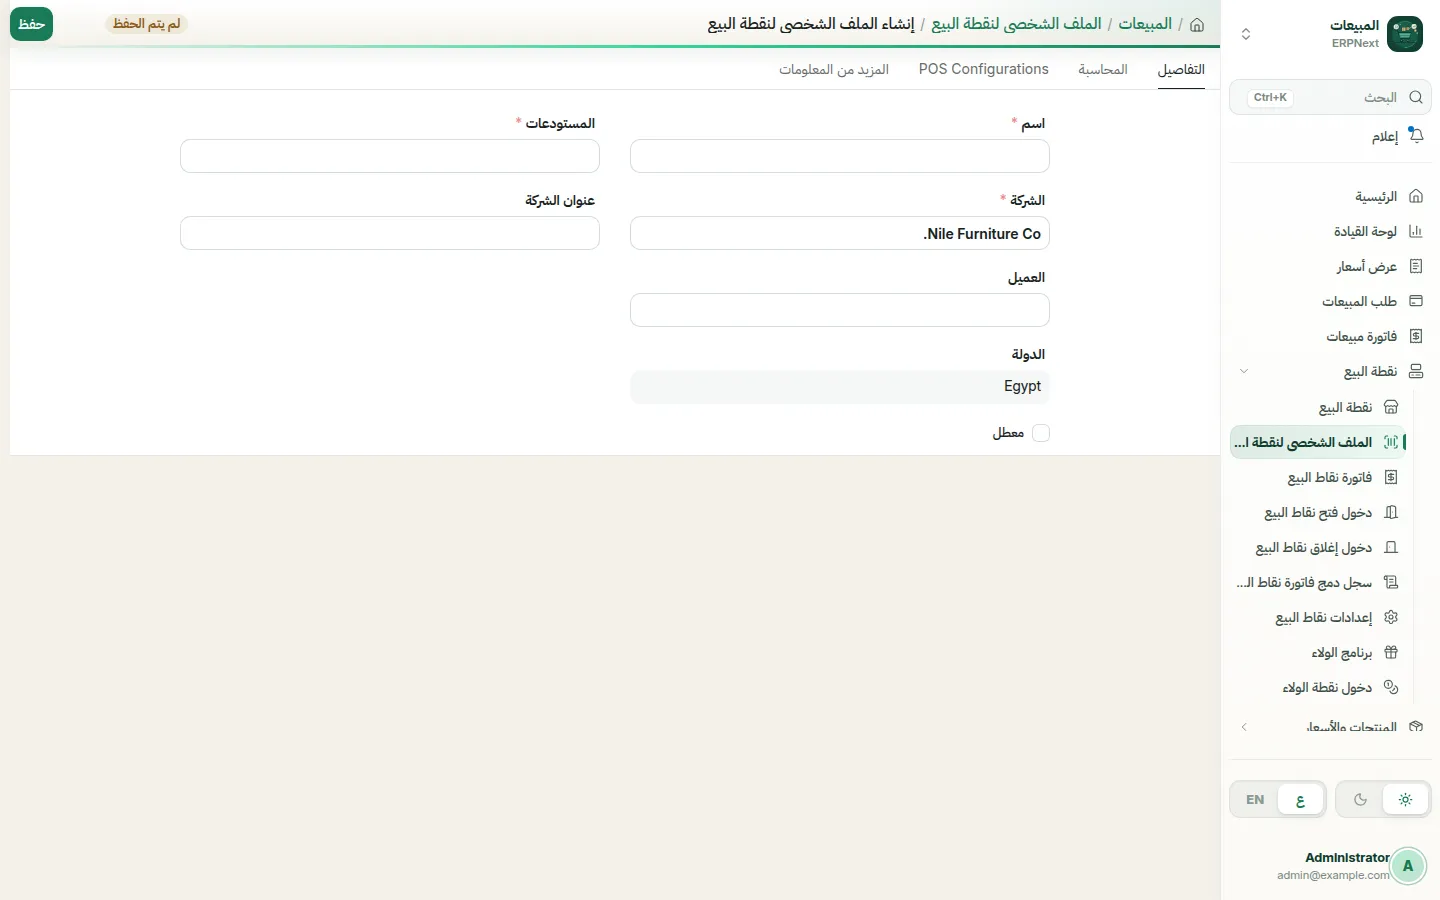 المبيعات
ERPNext
البحث
Ctrl+K
إعلام
الرئيسية
لوحة القيادة
عرض أسعار
طلب المبيعات
فاتورة مبيعات
نقطة البيع
نقطة البيع
الملف الشخصي لنقطة ا...
فاتورة نقاط البيع
دخول فتح نقاط البيع
دخول إغلاق نقاط البيع
سجل دمج فاتورة نقاط الـ...
إعدادات نقاط البيع
برنامج الولاء
دخول نقطة الولاء
المنتجات والأسعار
ع
EN
Administrator
admin@example.com
A
المبيعات / الملف الشخصي لنقطة البيع / إنشاء الملف الشخصي لنقطة البيع
لم يتم الحفظ
حفظ
التفاصيل
المحاسبة
POS Configurations
المزيد من المعلومات
اسم *
المستودعات *
الشركة *
.Nile Furniture Co
عنوان الشركة
العميل
الدولة
Egypt
معطل